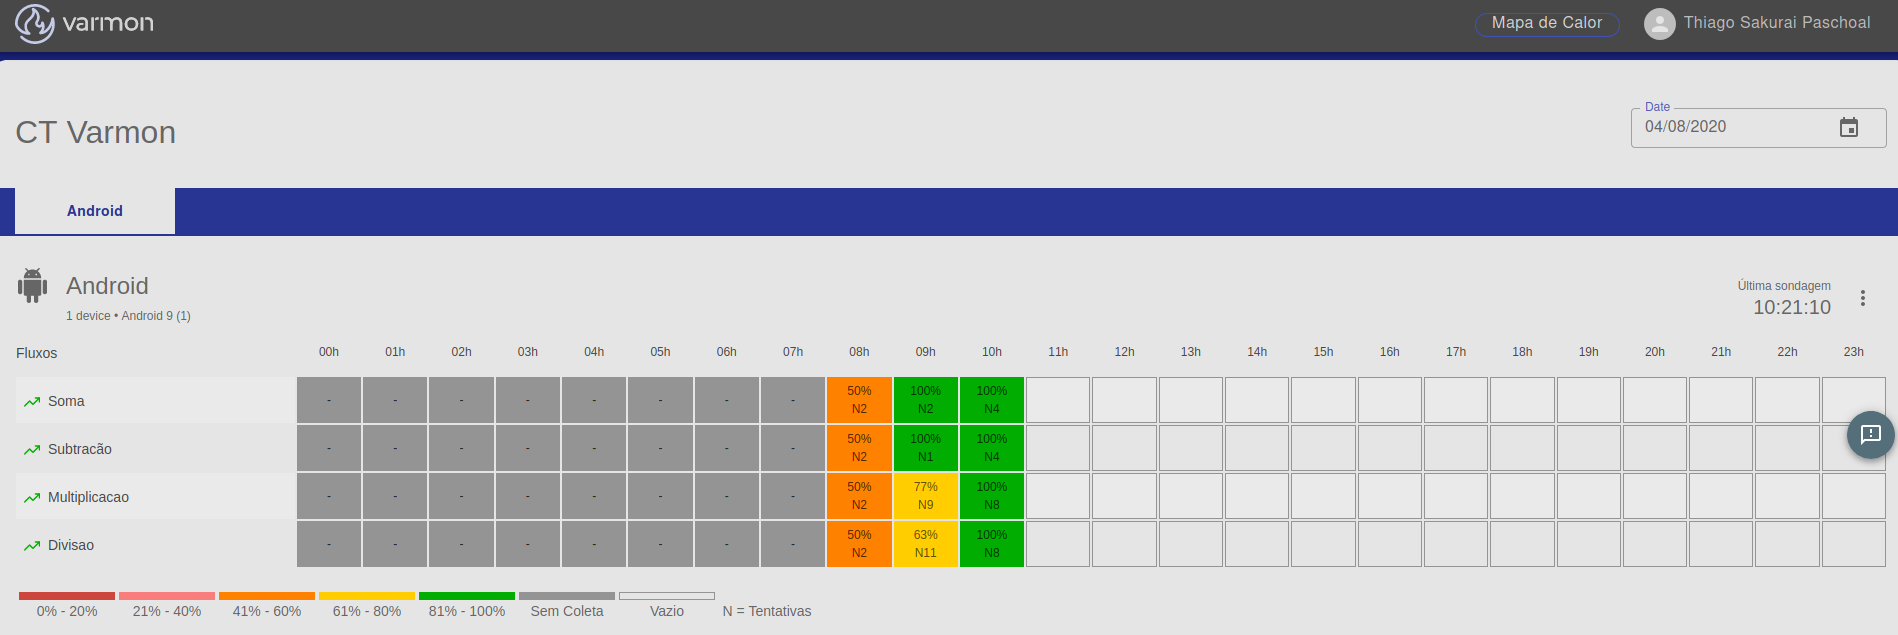 varmon
Mapa de Calor
Thiago Sakurai Paschoal
CT Varmon
Date
04/08/2020
Android
Android
1 device • Android 9 (1)
Última sondagem
10:21:10
Fluxos 00h 01h 02h 03h 04h 05h 06h 07h 08h 09h 10h 11h 12h 13h 14h 15h 16h 17h 18h 19h 20h 21h 22h 23h
Soma - - - - - - - - 50% 100% 100%
N2 N2 N4
Subtracão - - - - - - - - 50% 100% 100%
N2 N1 N4
Multiplicacao - - - - - - - - 50% 77% 100%
N2 N9 N8
Divisao - - - - - - - - 50% 63% 100%
N2 N11 N8
0% - 20% 21% - 40% 41% - 60% 61% - 80% 81% - 100% Sem Coleta Vazio N = Tentativas